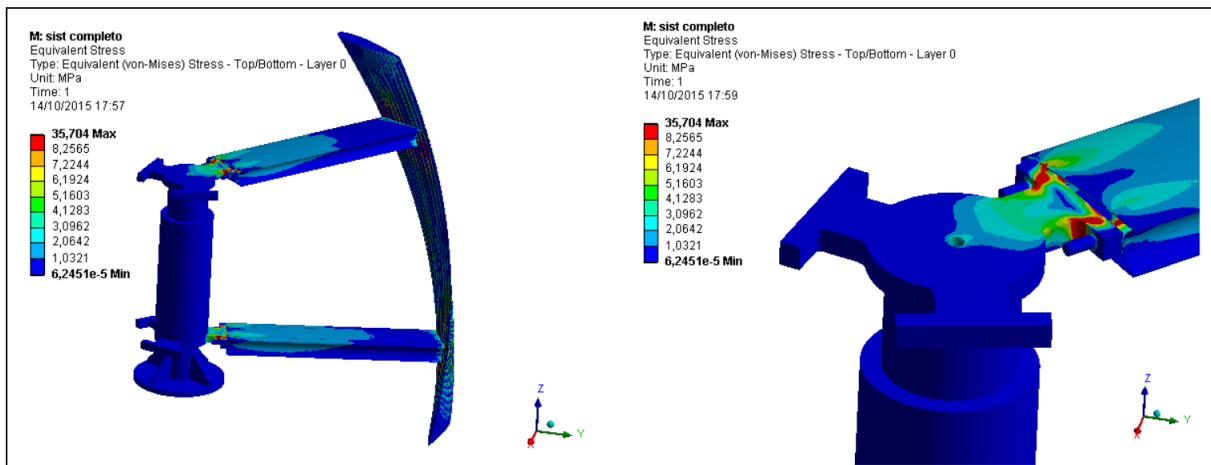 M: sist completo
Equivalent Stress
Type: Equivalent (von-Mises) Stress - Top/Bottom - Layer 0
Unit: MPa
Time: 1
14/10/2015 17:57
35,704 Max
8,2565
7,2244
6,1924
5,1603
4,1283
3,0962
2,0642
1,0321
6,2451e-5 Min
Z
Y
X
M: sist completo
Equivalent Stress
Type: Equivalent (von-Mises) Stress - Top/Bottom - Layer 0
Unit: MPa
Time: 1
14/10/2015 17:59
35,704 Max
8,2565
7,2244
6,1924
5,1603
4,1283
3,0962
2,0642
1,0321
6,2451e-5 Min
Z
Y
X